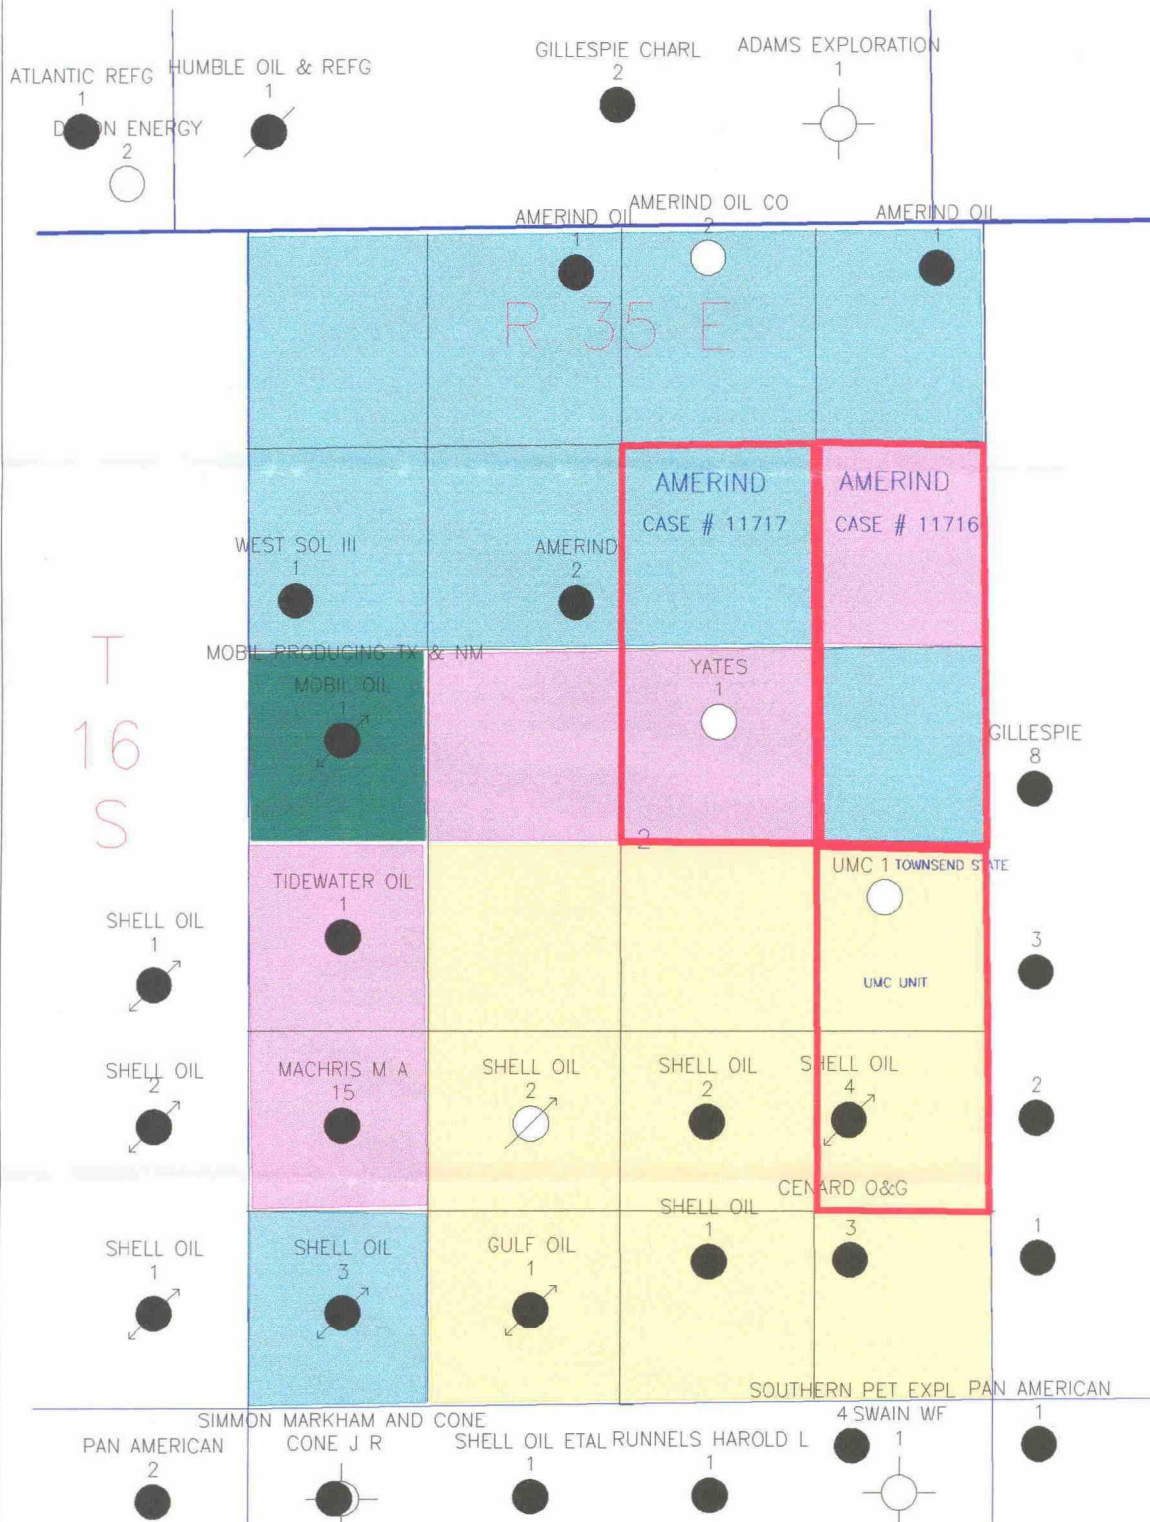 GILLESPIE CHARL
2
ADAMS EXPLORATION
1
ATLANTIC REFG
1
HUMBLE OIL & REFG
1
ENERGY
2
AMERIND OIL
1
AMERIND OIL CO
2
AMERIND OIL
1
R 35 E
AMERIND
CASE # 11717
AMERIND
CASE # 11716
WEST SOL III
1
AMERIND
2
T
16
S
MOBIL PRODUCING TX & NM
MOBIL OIL
1
YATES
1
GILLESPIE
8
2
UMC 1 TOWNSEND STATE
TIDEWATER OIL
1
SHELL OIL
1
3
UMC UNIT
SHELL OIL
2
MACHRIS M A
15
SHELL OIL
2
SHELL OIL
2
SHELL OIL
4
2
CENARD O&G
3
SHELL OIL
1
SHELL OIL
1
SHELL OIL
3
GULF OIL
1
1
SOUTHERN PET EXPL
4
PAN AMERICAN
1
SWAIN WF
1
SIMMON MARKHAM AND CONE
CONE J R
PAN AMERICAN
2
SHELL OIL ETAL
1
RUNNELS HAROLD L
1